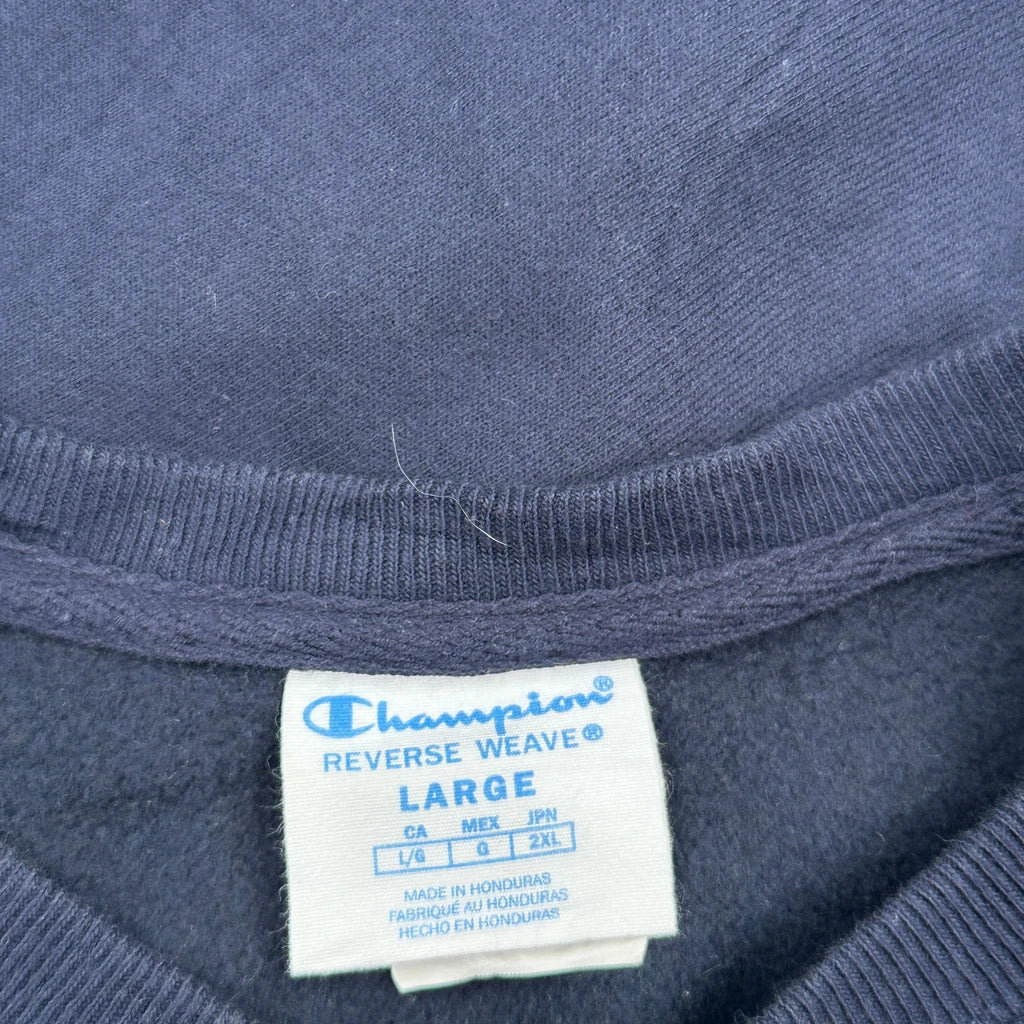 Champion®
REVERSE WEAVE®
LARGE
CA MEX JPN
L/G G 2XL
MADE IN HONDURAS
FABRIQUÉ AU HONDURAS
HECHO EN HONDURAS